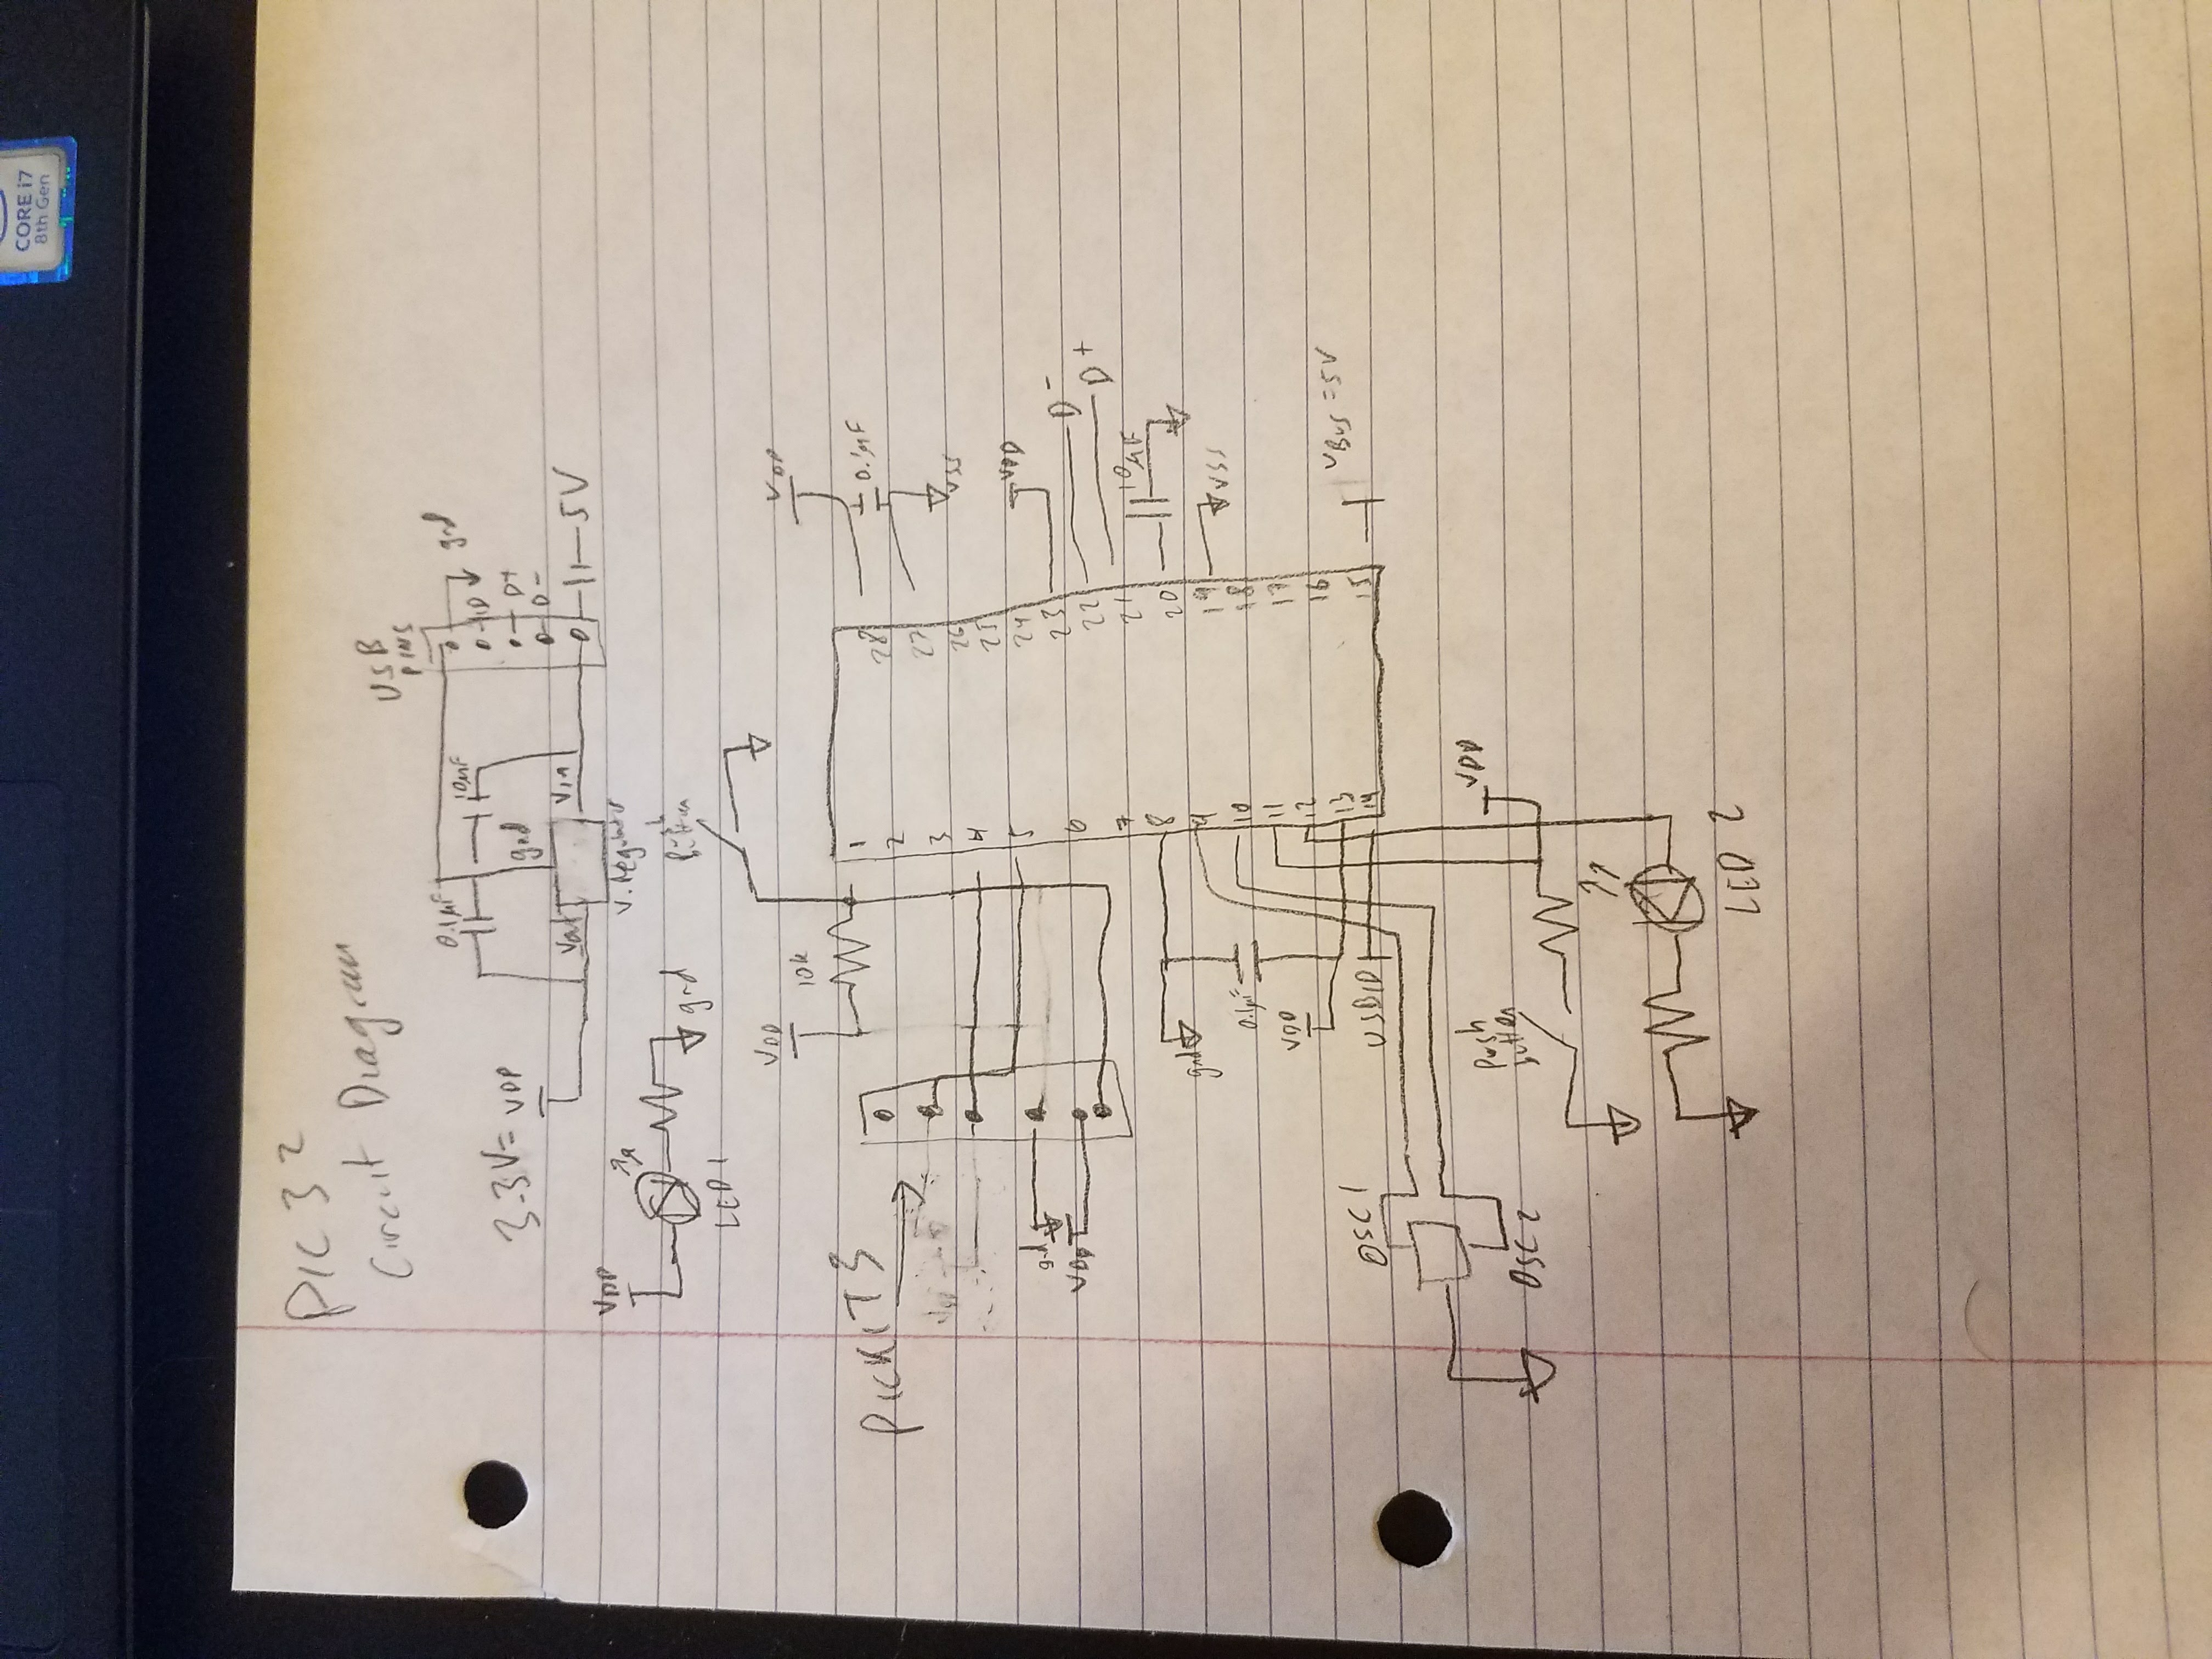 CORE i7
8th Gen
PIC 32
Circuit Diagram
USB
PINS
0.1μF
10μF
gnd
ID
3.3V = VDD
gnd
D+
D-
Vout
Vin
5V
V. Regulator
VDD
gnd
LED 1
Push
button
VDD
10k
VDD
0.1μF
PICKIT 3
VSS
1
2
3
4
5
6
7
8
9
10
11
12
13
14
28
27
26
25
24
23
22
21
20
19
18
17
16
15
VDD
D-
D+
10μF
VSS
VBUS = 5V
gnd
VDD
gnd
0.1μF
VDD
USBID
OSC1
OSC2
Push
button
VDD
LED 2